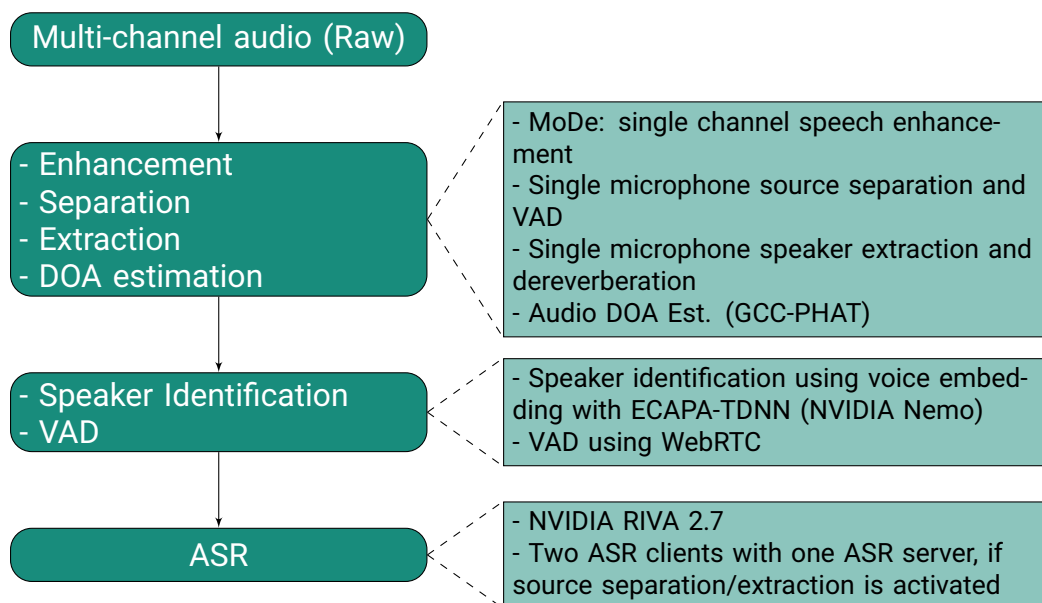 Multi-channel audio (Raw)
- Enhancement
- Separation
- Extraction
- DOA estimation
- MoDe: single channel speech enhance-
ment
- Single microphone source separation and
VAD
- Single microphone speaker extraction and
dereverberation
- Audio DOA Est. (GCC-PHAT)
- Speaker Identification
- VAD
- Speaker identification using voice embed-
ding with ECAPA-TDNN (NVIDIA Nemo)
- VAD using WebRTC
ASR
- NVIDIA RIVA 2.7
- Two ASR clients with one ASR server, if
source separation/extraction is activated